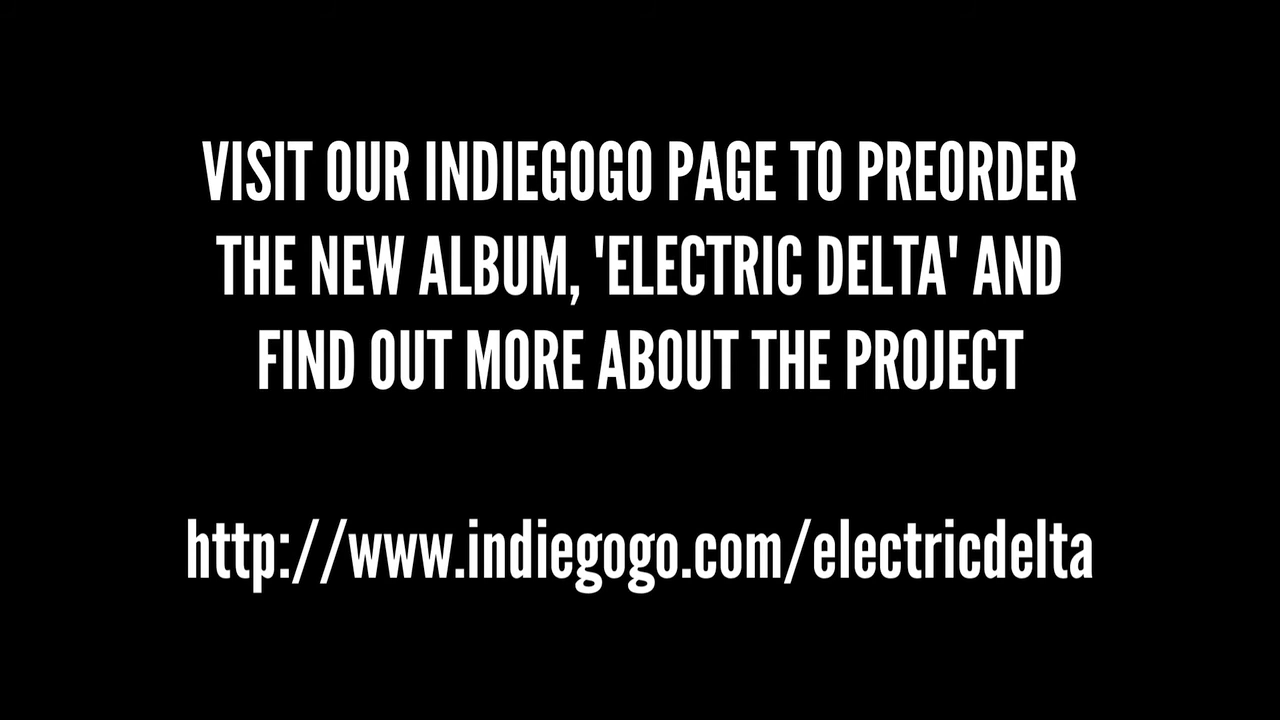 VISIT OUR INDIEGOGO PAGE TO PREORDER
THE NEW ALBUM, 'ELECTRIC DELTA' AND
FIND OUT MORE ABOUT THE PROJECT
http://www.indiegogo.com/electricdelta